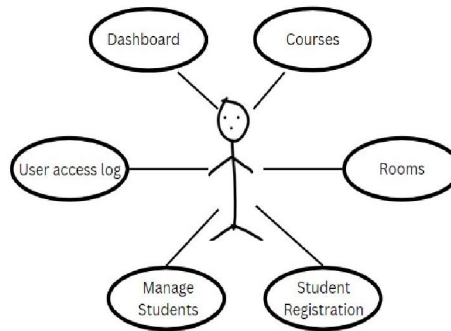 Dashboard
Courses
User access log
Rooms
Manage
Students
Student
Registration